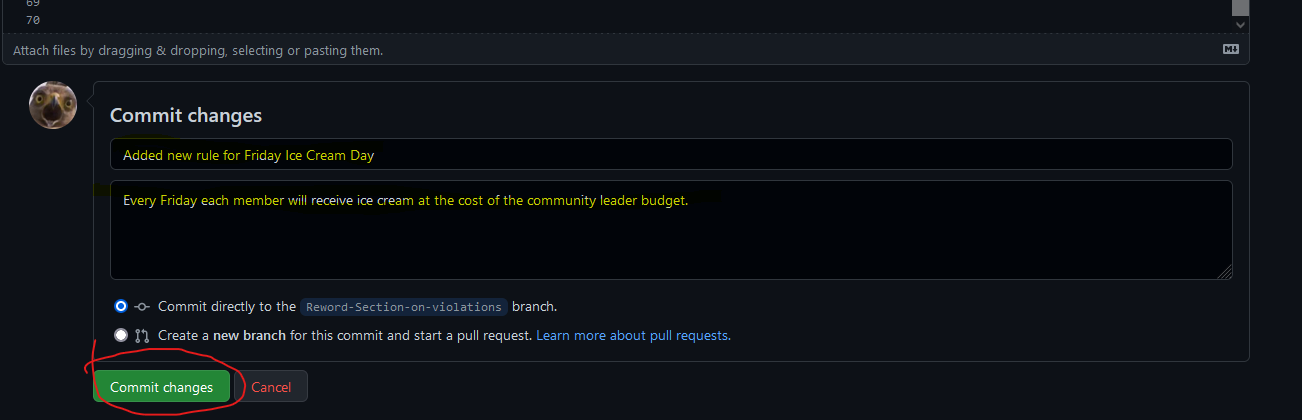 69
70
Attach files by dragging & dropping, selecting or pasting them.
Commit changes
Added new rule for Friday Ice Cream Day
Every Friday each member will receive ice cream at the cost of the community leader budget.
Commit directly to the Reword-Section-on-violations branch.
Create a new branch for this commit and start a pull request. Learn more about pull requests.
Commit changes Cancel